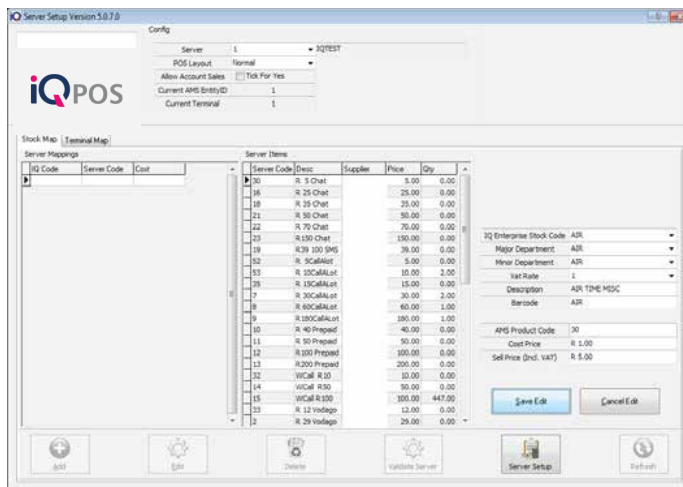 iQ Server Setup Version 5.0.7.0
Config
Server 1 IQTEST
POS Layout Normal
Allow Account Sales Tick For Yes
Current AMS EntityID 1
Current Terminal 1
iQPOS
Stock Map Terminal Map
Server Mappings
IQ Code Server Code Cost
Server Items
Server Code Desc Supplier Price Qty
30 R 5 Chat 5.00 0.00
16 R 25 Chat 25.00 0.00
18 R 35 Chat 35.00 0.00
21 R 50 Chat 50.00 0.00
22 R 70 Chat 70.00 0.00
23 R150 Chat 150.00 0.00
19 R39 100 SMS 39.00 0.00
52 R 5CallAlot 5.00 0.00
53 R 10CallALot 10.00 2.00
35 R 15CallALot 15.00 0.00
7 R 30CallALot 30.00 2.00
8 R 60CallALot 60.00 1.00
9 R180CallALot 180.00 1.00
10 R 40 Prepaid 40.00 0.00
11 R 50 Prepaid 50.00 0.00
12 R100 Prepaid 100.00 0.00
13 R200 Prepaid 200.00 0.00
32 WCall R10 10.00 0.00
14 WCall R50 50.00 0.00
15 WCall R100 100.00 447.00
33 R 12 Vodago 12.00 0.00
2 R 29 Vodago 29.00 0.00
IQ Enterprise Stock Code AIR
Major Department AIR
Minor Department AIR
Vat Rate 1
Description AIR TIME MISC
Barcode AIR
AMS Product Code 30
Cost Price R 1.00
Sell Price (Incl. VAT) R 5.00
Save Edit Cancel Edit
Add Edit Delete Validate Server Server Setup Refresh